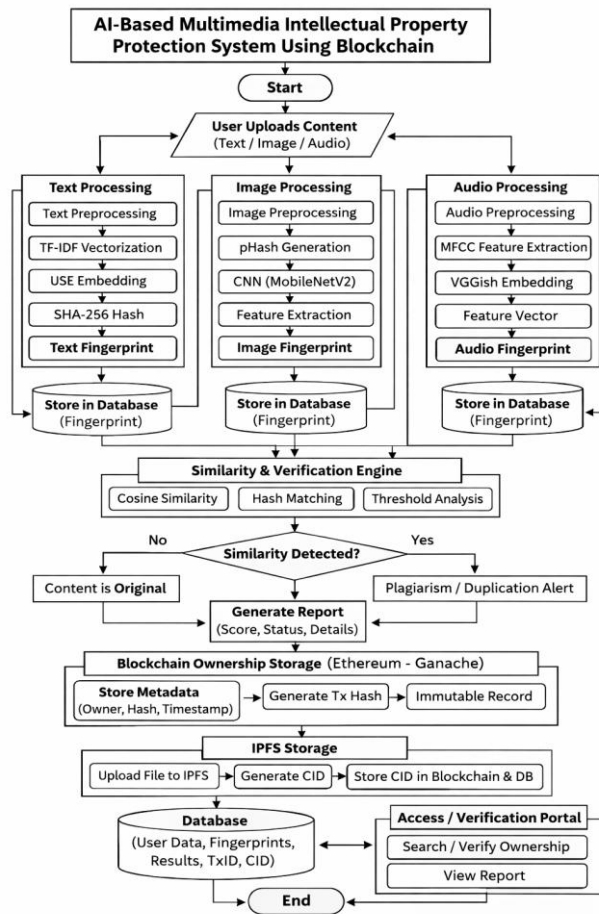 AI-Based Multimedia Intellectual Property
Protection System Using Blockchain
Start
User Uploads Content
(Text / Image / Audio)
Text Processing
Text Preprocessing
TF-IDF Vectorization
USE Embedding
SHA-256 Hash
Text Fingerprint
Store in Database
(Fingerprint)
Image Processing
Image Preprocessing
pHash Generation
CNN (MobileNetV2)
Feature Extraction
Image Fingerprint
Store in Database
(Fingerprint)
Audio Processing
Audio Preprocessing
MFCC Feature Extraction
VGGish Embedding
Feature Vector
Audio Fingerprint
Store in Database
(Fingerprint)
Similarity & Verification Engine
Cosine Similarity
Hash Matching
Threshold Analysis
No
Similarity Detected?
Yes
Content is Original
Plagiarism / Duplication Alert
Generate Report
(Score, Status, Details)
Blockchain Ownership Storage (Ethereum - Ganache)
Store Metadata
(Owner, Hash, Timestamp)
Generate Tx Hash
Immutable Record
IPFS Storage
Upload File to IPFS
Generate CID
Store CID in Blockchain & DB
Database
(User Data, Fingerprints,
Results, TxID, CID)
Access / Verification Portal
Search / Verify Ownership
View Report
End